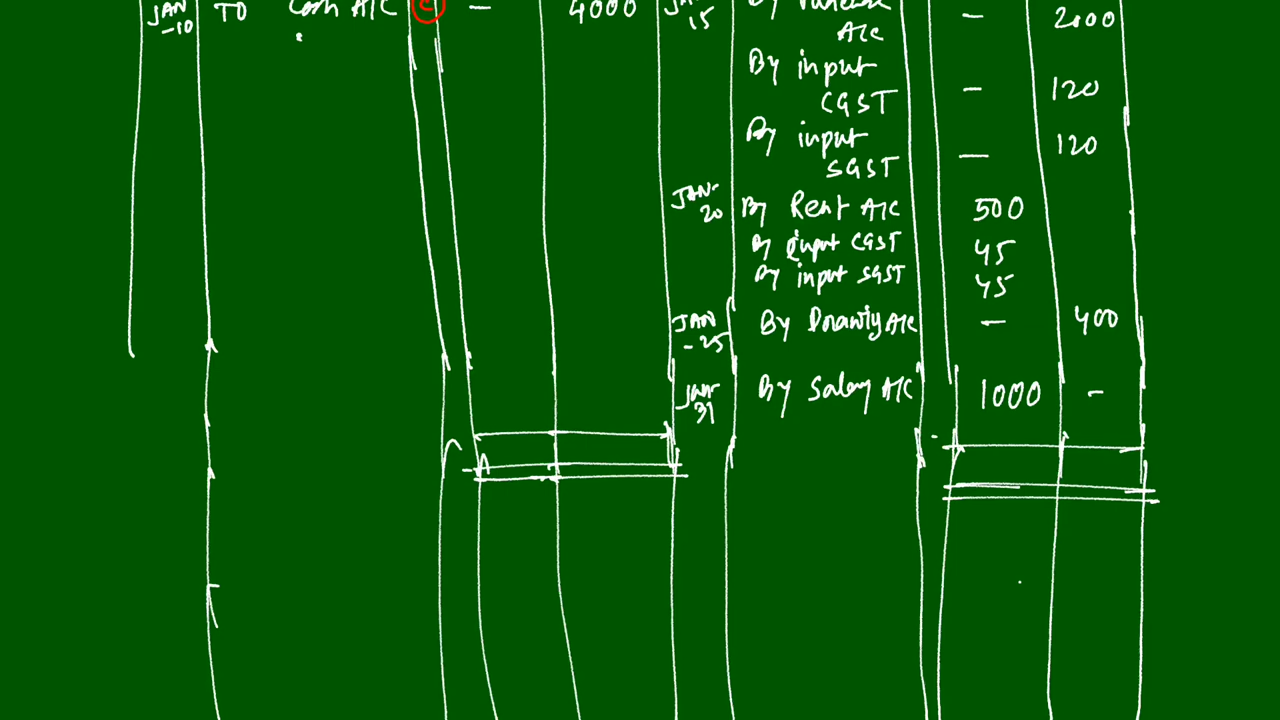 JAN -10 TO Cash A/C C — 4000
JAN 15 By Purchase A/C — 2000
By input CGST — 120
By input SGST — 120
JAN- 20 By Rent A/C 500
By input CGST 45
By input SGST 45
JAN -25 By Drawing A/C — 400
JAN- 31 By Salary A/C 1000 —